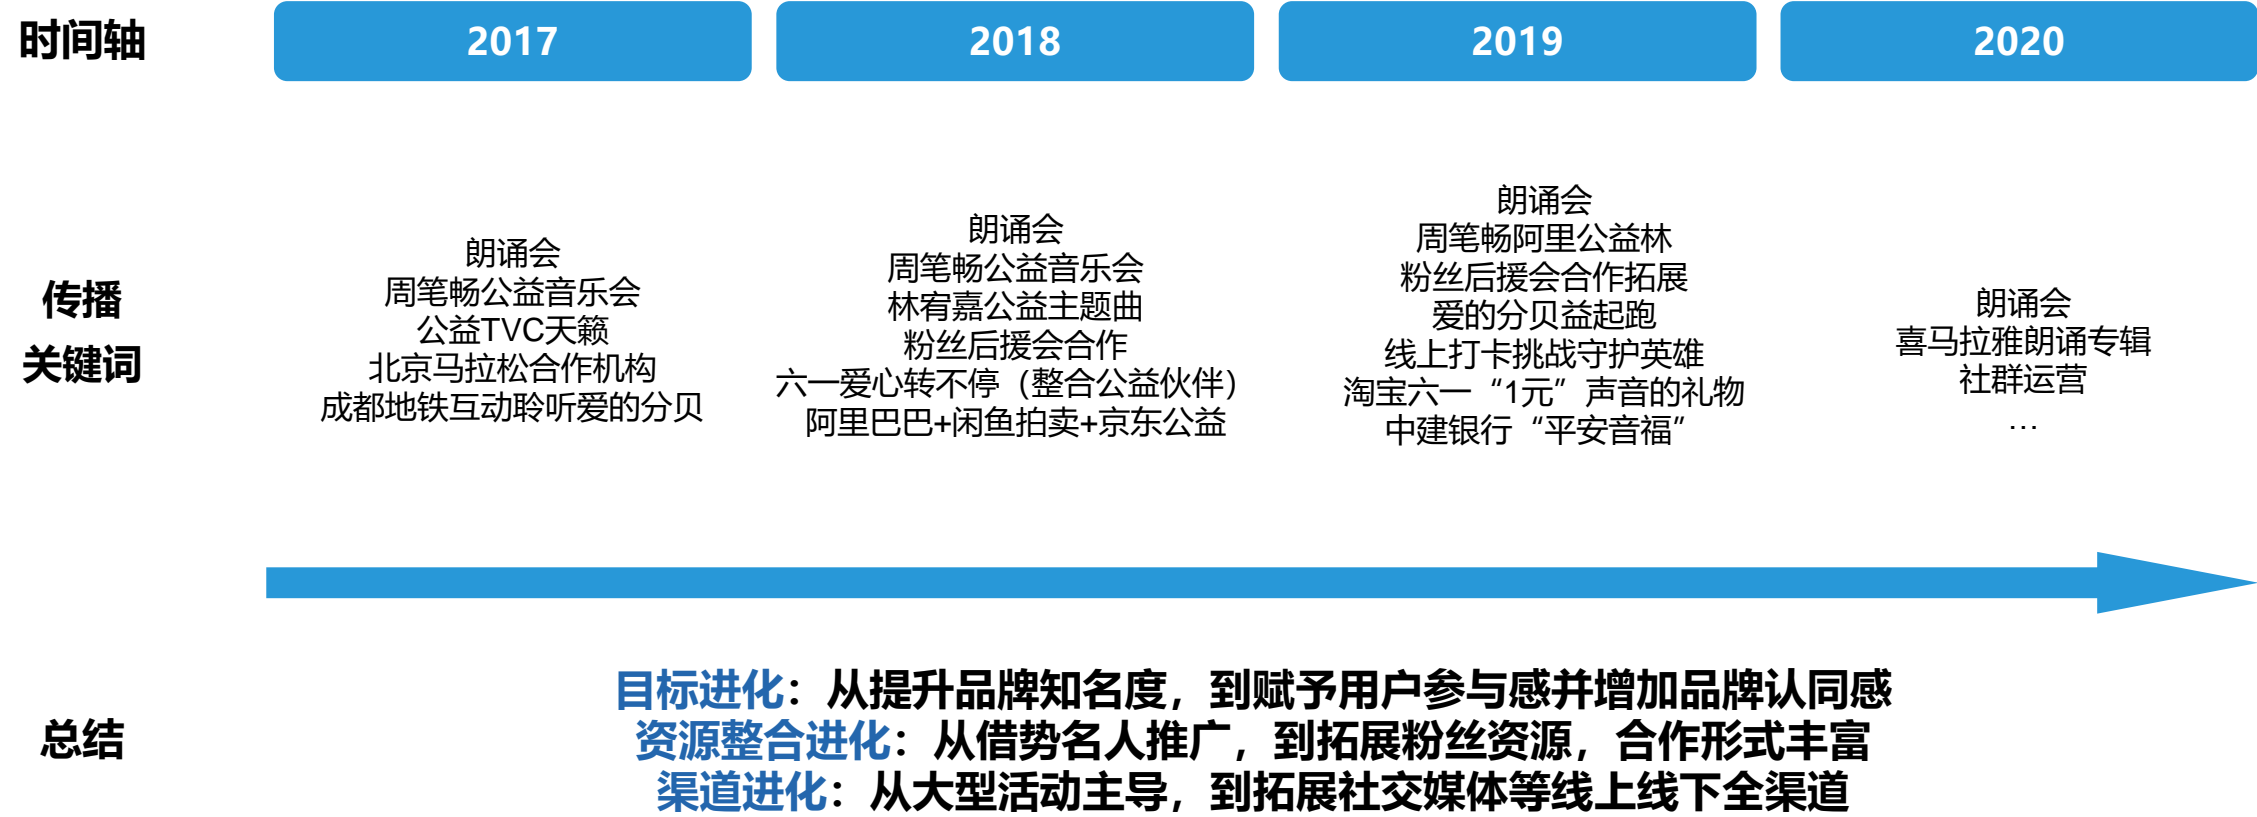 时间轴
2017
2018
2019
2020
传播
关键词
朗诵会
周笔畅公益音乐会
公益TVC天籁
北京马拉松合作机构
成都地铁互动聆听爱的分贝
朗诵会
周笔畅公益音乐会
林宥嘉公益主题曲
粉丝后援会合作
六一爱心转不停（整合公益伙伴）
阿里巴巴+闲鱼拍卖+京东公益
朗诵会
周笔畅阿里公益林
粉丝后援会合作拓展
爱的分贝益起跑
线上打卡挑战守护英雄
淘宝六一“1元”声音的礼物
中建银行“平安音福”
朗诵会
喜马拉雅朗诵专辑
社群运营
…
总结
目标进化：从提升品牌知名度，到赋予用户参与感并增加品牌认同感
资源整合进化：从借势名人推广，到拓展粉丝资源，合作形式丰富
渠道进化：从大型活动主导，到拓展社交媒体等线上线下全渠道